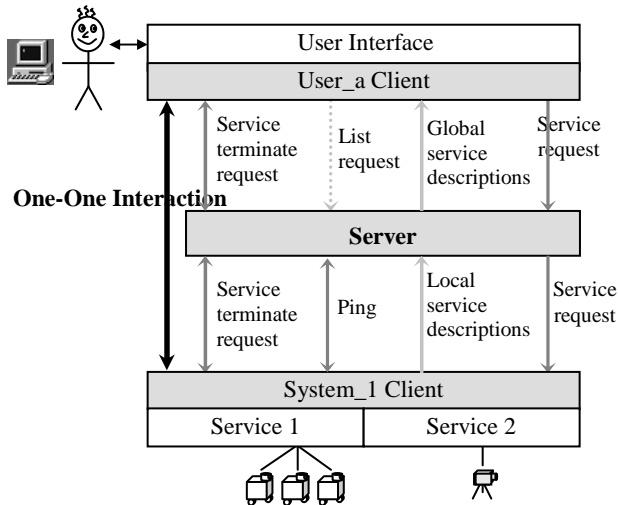 User Interface
User_a Client
Service
terminate
request
List
request
Global
service
descriptions
Service
request
One-One Interaction
Server
Service
terminate
request
Ping
Local
service
descriptions
Service
request
System_1 Client
Service 1
Service 2